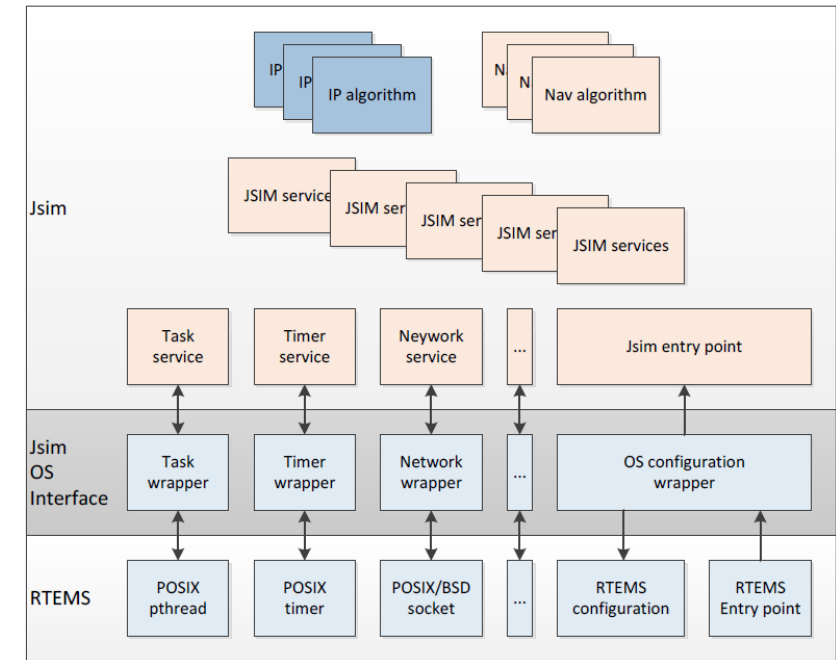 IP
IP
IP algorithm
Na
N
Nav algorithm
Jsim
JSIM service
JSIM ser
JSIM ser
JSIM ser
JSIM services
Task
service
Timer
service
Neywork
service
...
Jsim entry point
Jsim
OS
Interface
Task
wrapper
Timer
wrapper
Network
wrapper
...
OS configuration
wrapper
RTEMS
POSIX
pthread
POSIX
timer
POSIX/BSD
socket
...
RTEMS
configuration
RTEMS
Entry point